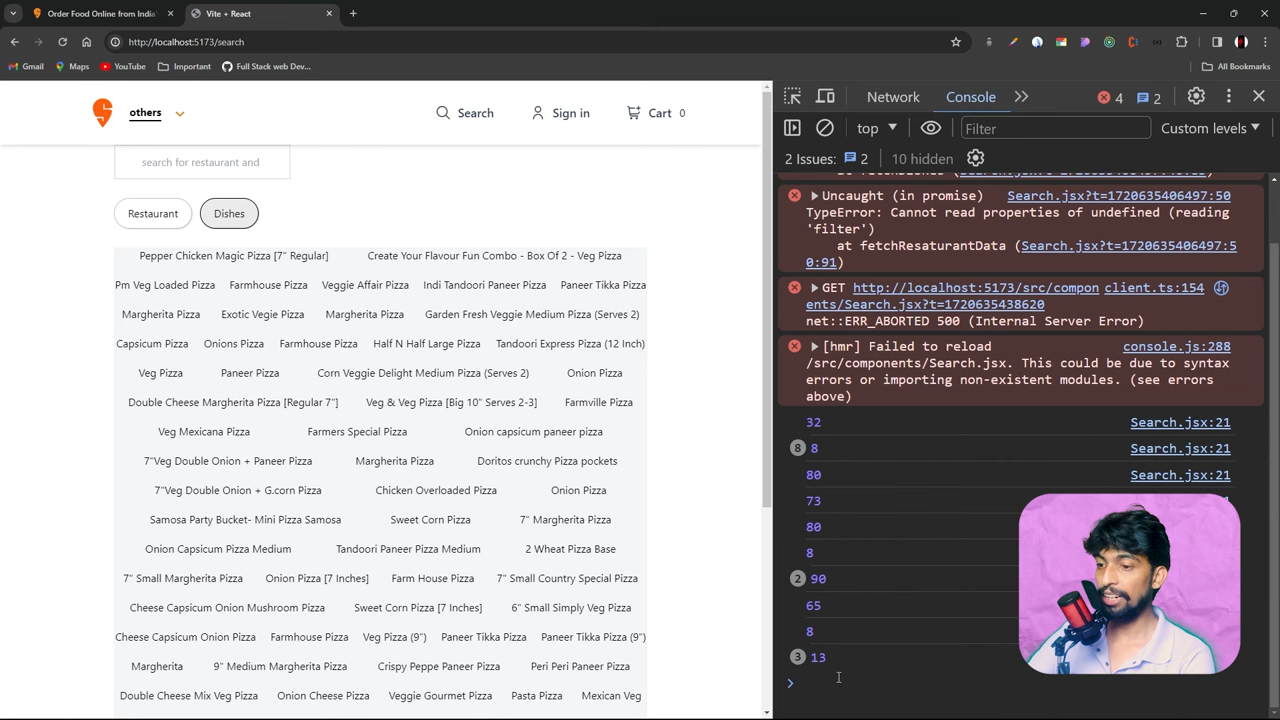 Order Food Online from India'
Vite + React
http://localhost:5173/search
Gmail
Maps
YouTube
Important
Full Stack web Dev...
All Bookmarks
others
Search
Sign in
Cart 0
search for restaurant and
Restaurant
Dishes
Pepper Chicken Magic Pizza [7" Regular] Create Your Flavour Fun Combo - Box Of 2 - Veg Pizza
Pm Veg Loaded Pizza Farmhouse Pizza Veggie Affair Pizza Indi Tandoori Paneer Pizza Paneer Tikka Pizza
Margherita Pizza Exotic Vegie Pizza Margherita Pizza Garden Fresh Veggie Medium Pizza (Serves 2)
Capsicum Pizza Onions Pizza Farmhouse Pizza Half N Half Large Pizza Tandoori Express Pizza (12 Inch)
Veg Pizza Paneer Pizza Corn Veggie Delight Medium Pizza (Serves 2) Onion Pizza
Double Cheese Margherita Pizza [Regular 7"] Veg & Veg Pizza [Big 10" Serves 2-3] Farmville Pizza
Veg Mexicana Pizza Farmers Special Pizza Onion capsicum paneer pizza
7"Veg Double Onion + Paneer Pizza Margherita Pizza Doritos crunchy Pizza pockets
7"Veg Double Onion + G.corn Pizza Chicken Overloaded Pizza Onion Pizza
Samosa Party Bucket- Mini Pizza Samosa Sweet Corn Pizza 7" Margherita Pizza
Onion Capsicum Pizza Medium Tandoori Paneer Pizza Medium 2 Wheat Pizza Base
7" Small Margherita Pizza Onion Pizza [7 Inches] Farm House Pizza 7" Small Country Special Pizza
Cheese Capsicum Onion Mushroom Pizza Sweet Corn Pizza [7 Inches] 6" Small Simply Veg Pizza
Cheese Capsicum Onion Pizza Farmhouse Pizza Veg Pizza (9") Paneer Tikka Pizza Paneer Tikka Pizza (9")
Margherita 9" Medium Margherita Pizza Crispy Peppe Paneer Pizza Peri Peri Paneer Pizza
Double Cheese Mix Veg Pizza Onion Cheese Pizza Veggie Gourmet Pizza Pasta Pizza Mexican Veg
Network Console 4 2
top Filter Custom levels
2 Issues: 2 10 hidden
Uncaught (in promise) Search.jsx?t=1720635406497:50
TypeError: Cannot read properties of undefined (reading
'filter')
at fetchResaturantData (Search.jsx?t=1720635406497:5
0:91)
GET http://localhost:5173/src/compon client.ts:154
ents/Search.jsx?t=1720635438620
net::ERR_ABORTED 500 (Internal Server Error)
[hmr] Failed to reload console.js:288
/src/components/Search.jsx. This could be due to syntax
errors or importing non-existent modules. (see errors
above)
32 Search.jsx:21
8 8 Search.jsx:21
80 Search.jsx:21
73
80
8
2 90
65
8
3 13